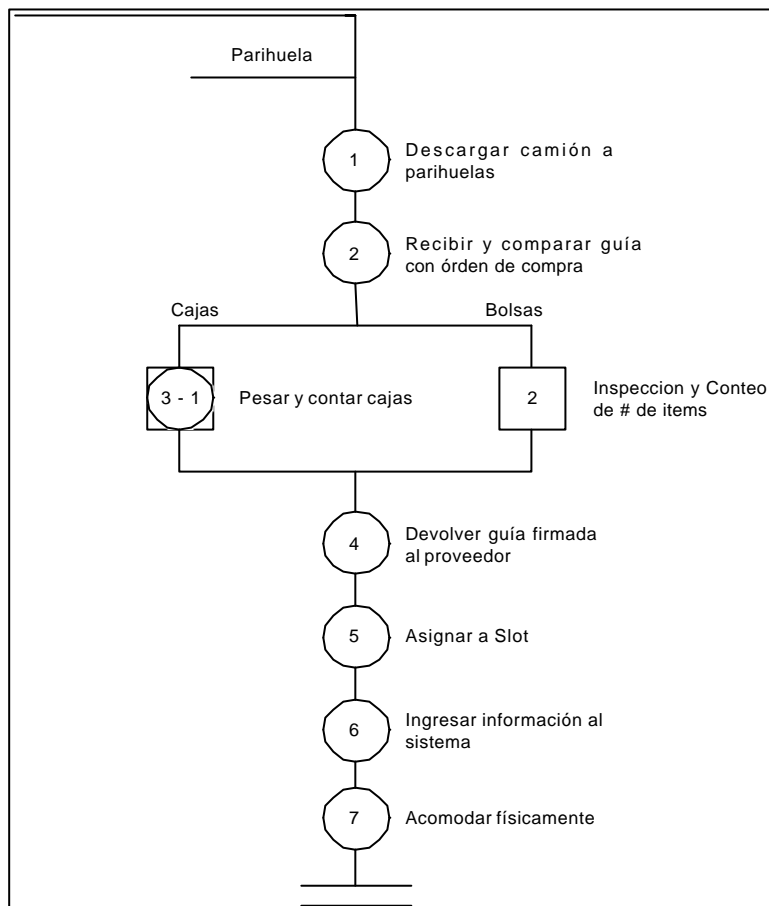 Parihuela
1
Descargar camión a
parihuelas
2
Recibir y comparar guía
con órden de compra
Cajas
Bolsas
3 - 1
Pesar y contar cajas
2
Inspeccion y Conteo
de # de items
4
Devolver guía firmada
al proveedor
5
Asignar a Slot
6
Ingresar información al
sistema
7
Acomodar físicamente